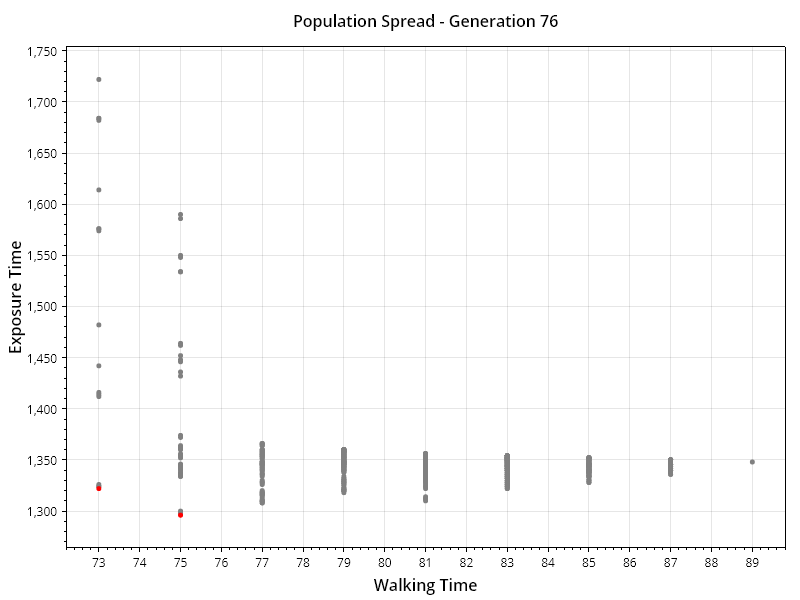 Population Spread - Generation 76
1,750
1,700
1,650
1,600
1,550
1,500
1,450
1,400
1,350
1,300
Exposure Time
73 74 75 76 77 78 79 80 81 82 83 84 85 86 87 88 89
Walking Time